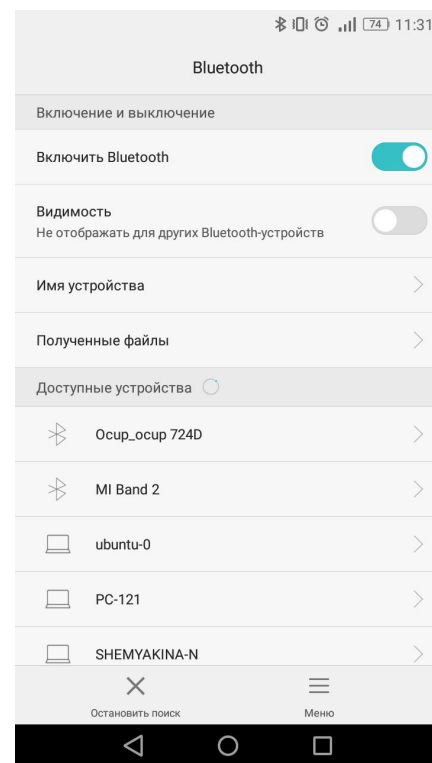 74 11:31
Bluetooth
Включение и выключение
Включить Bluetooth
Видимость
Не отображать для других Bluetooth-устройств
Имя устройства
Полученные файлы
Доступные устройства
Ocup_ocup 724D
MI Band 2
ubuntu-0
PC-121
SHEMYAKINA-N
Остановить поиск
Меню